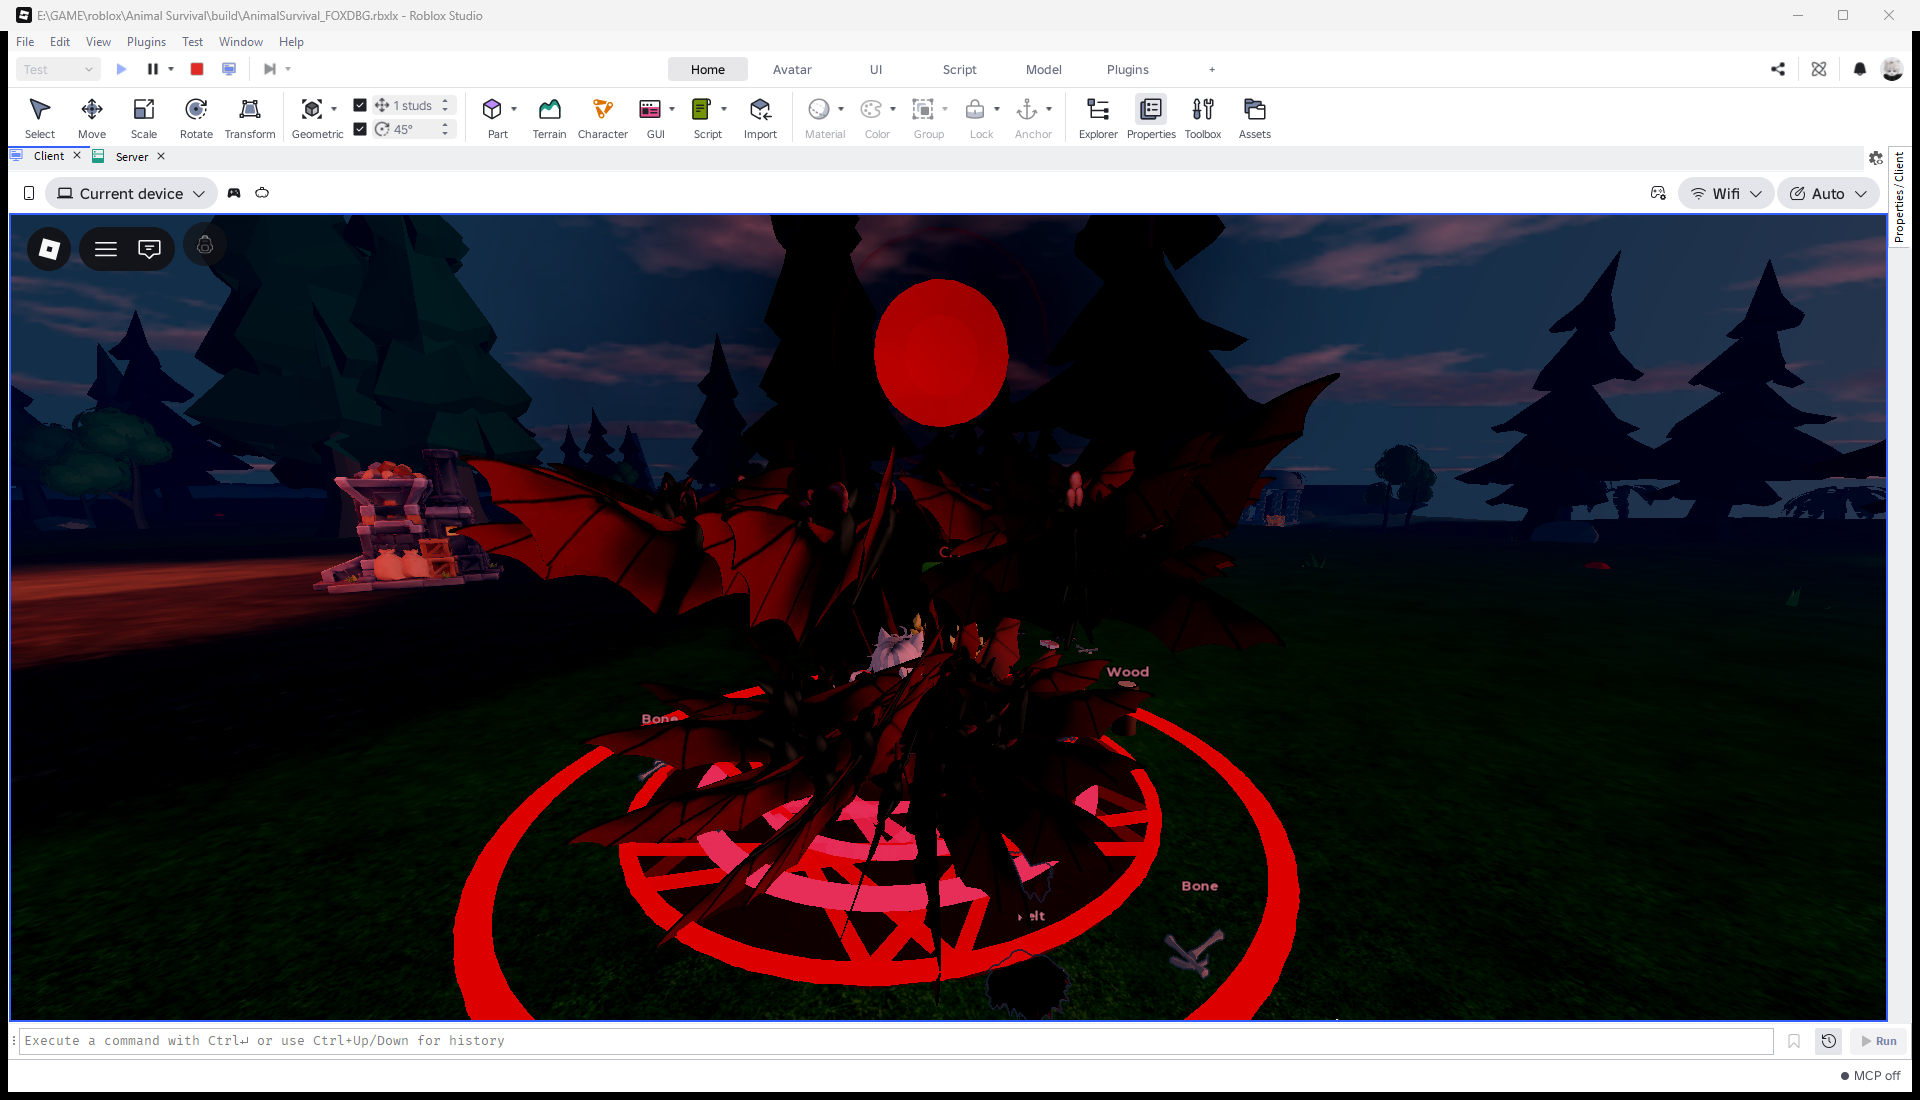 E:\GAME\roblox\Animal Survival\build\AnimalSurvival_FOXDBG.rbxlx - Roblox Studio
File Edit View Plugins Test Window Help
Test
Home Avatar UI Script Model Plugins +
1 studs
45°
Select Move Scale Rotate Transform Geometric Part Terrain Character GUI Script Import Material Color Group Lock Anchor Explorer Properties Toolbox Assets
Client Server
Properties / Client
Current device
Wifi Auto
C...
Wood
Bone
Bone
Execute a command with Ctrl↵ or use Ctrl+Up/Down for history
Run
MCP off